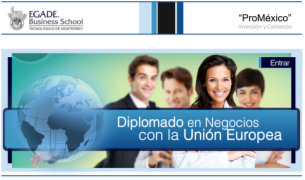 EGADE.
Business School
TECNOLÓGICO DE MONTERREY
"ProMéxico"
Inversión y Comercio
Entrar
Diplomado en Negocios
con la Unión Europea